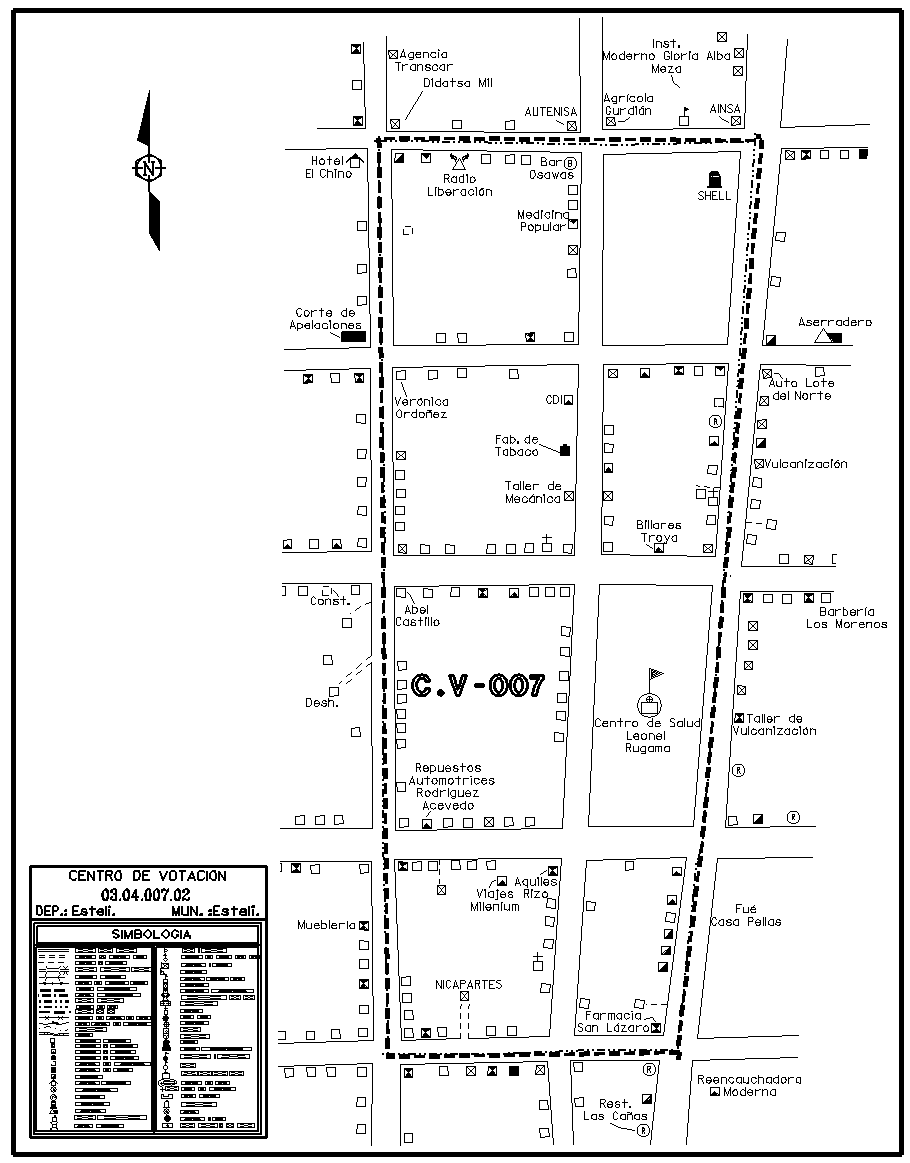 Agencia
Transcar
Didatsa Mil
AUTENISA
Inst.
Moderno Gloria Alba
Meza
Agrícola
Gurdián
AINSA
N
Hotel
El Chino
Radio
Liberación
Bar
Osawas
B
Medicina
Popular
SHELL
Corte de
Apelaciones
Aserradero
Verónica
Ordoñez
CDI
Fab. de
Tabaco
Taller de
Mecánica
R
Billares
Troya
Auto Lote
del Norte
Vulcanización
Const.
Abel
Castillo
Barbería
Los Morenos
Desh.
C.V-007
Centro de Salud
Leonel
Rugama
Taller de
Vulcanización
R
R
Repuestos
Automotrices
Rodriguez
Acevedo
Aquiles
Viajes Rizo
Milenium
Mueblería
Fué
Casa Pellas
NICAPARTES
Farmacia
San Lázaro
R
Rest.
Las Cañas
R
Reencauchadora
Moderna
CENTRO DE VOTACION
03.04.007.02
DEP.: Estelí. MUN. :Estelí.
SIMBOLOGIA